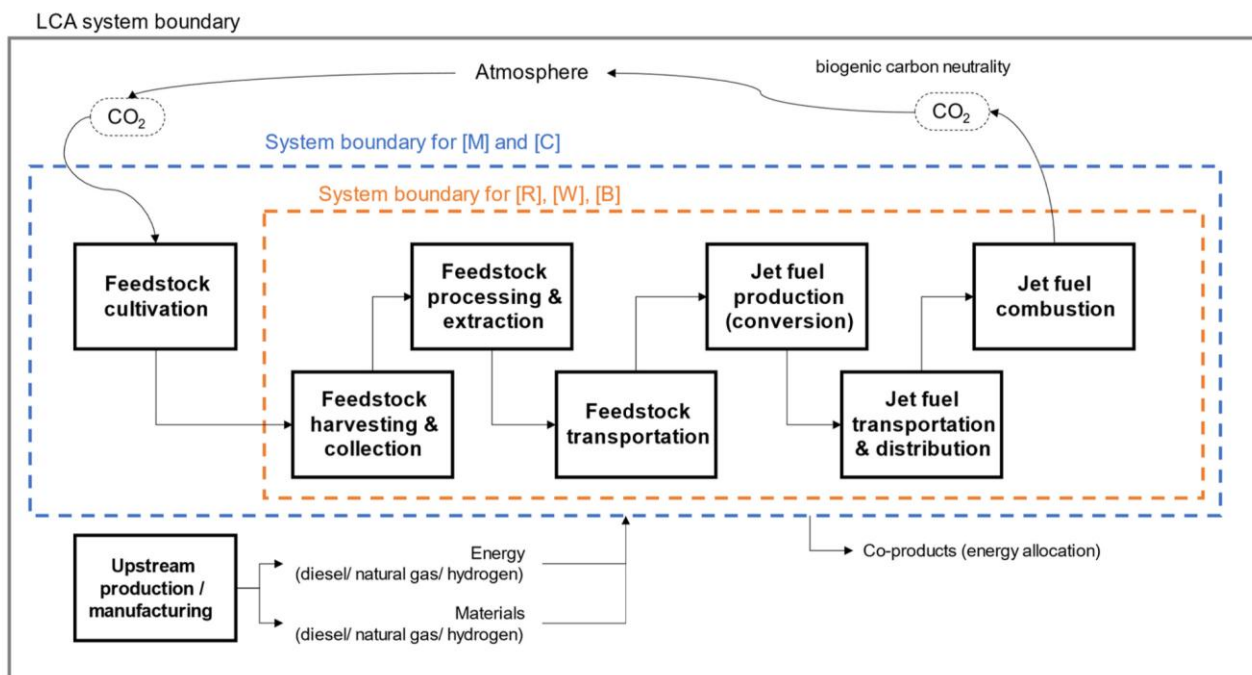 LCA system boundary
Atmosphere
biogenic carbon neutrality
CO₂
CO₂
System boundary for [M] and [C]
System boundary for [R], [W], [B]
Feedstock
cultivation
Feedstock
processing &
extraction
Jet fuel
production
(conversion)
Jet fuel
combustion
Feedstock
harvesting &
collection
Feedstock
transportation
Jet fuel
transportation
& distribution
Upstream
production /
manufacturing
Energy
(diesel/ natural gas/ hydrogen)
Materials
(diesel/ natural gas/ hydrogen)
Co-products (energy allocation)